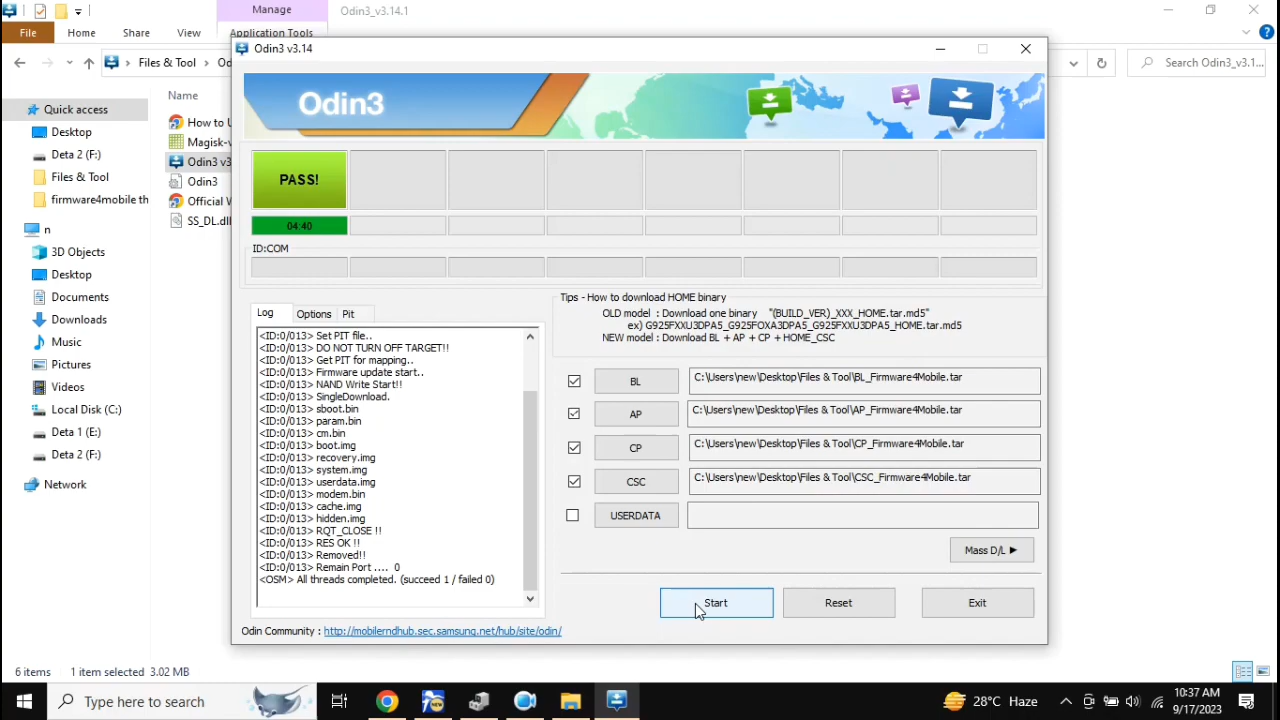 Manage
Odin3_v3.14.1
File
Home
Share
View
Application Tools
Files & Tool
Search Odin3_v3.1...
Quick access
Desktop
Deta 2 (F:)
Files & Tool
firmware4mobile th
n
3D Objects
Desktop
Documents
Downloads
Music
Pictures
Videos
Local Disk (C:)
Deta 1 (E:)
Deta 2 (F:)
Network
Name
How to U
Magisk-v
Odin3 v3
Odin3
Official W
SS_DL.dll
Odin3 v3.14
Odin3
PASS!
04:40
ID:COM
Log
Options
Pit
<ID:0/013> Set PIT file..
<ID:0/013> DO NOT TURN OFF TARGET!!
<ID:0/013> Get PIT for mapping..
<ID:0/013> Firmware update start..
<ID:0/013> NAND Write Start!!
<ID:0/013> SingleDownload.
<ID:0/013> sboot.bin
<ID:0/013> param.bin
<ID:0/013> cm.bin
<ID:0/013> boot.img
<ID:0/013> recovery.img
<ID:0/013> system.img
<ID:0/013> userdata.img
<ID:0/013> modem.bin
<ID:0/013> cache.img
<ID:0/013> hidden.img
<ID:0/013> RQT_CLOSE !!
<ID:0/013> RES OK !!
<ID:0/013> Removed!!
<ID:0/013> Remain Port .... 0
<OSM> All threads completed. (succeed 1 / failed 0)
Tips - How to download HOME binary
OLD model : Download one binary "(BUILD_VER)_XXX_HOME.tar.md5"
ex) G925FXXU3DPA5_G925FOXA3DPA5_G925FXXU3DPA5_HOME.tar.md5
NEW model : Download BL + AP + CP + HOME_CSC
BL
C:\Users\new\Desktop\Files & Tool\BL_Firmware4Mobile.tar
AP
C:\Users\new\Desktop\Files & Tool\AP_Firmware4Mobile.tar
CP
C:\Users\new\Desktop\Files & Tool\CP_Firmware4Mobile.tar
CSC
C:\Users\new\Desktop\Files & Tool\CSC_Firmware4Mobile.tar
USERDATA
Mass D/L
Start
Reset
Exit
Odin Community : http://mobilerndhub.sec.samsung.net/hub/site/odin/
6 items
1 item selected 3.02 MB
Type here to search
28°C Haze
10:37 AM
9/17/2023